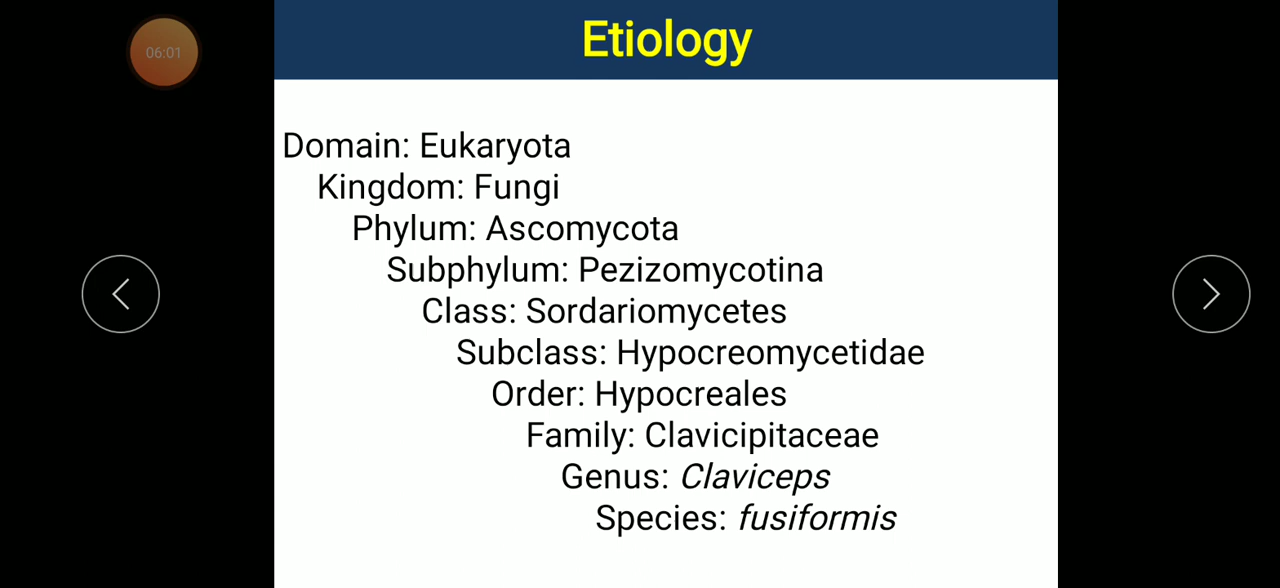 Etiology
06:01
Domain: Eukaryota
Kingdom: Fungi
Phylum: Ascomycota
Subphylum: Pezizomycotina
Class: Sordariomycetes
Subclass: Hypocreomycetidae
Order: Hypocreales
Family: Clavicipitaceae
Genus: Claviceps
Species: fusiformis